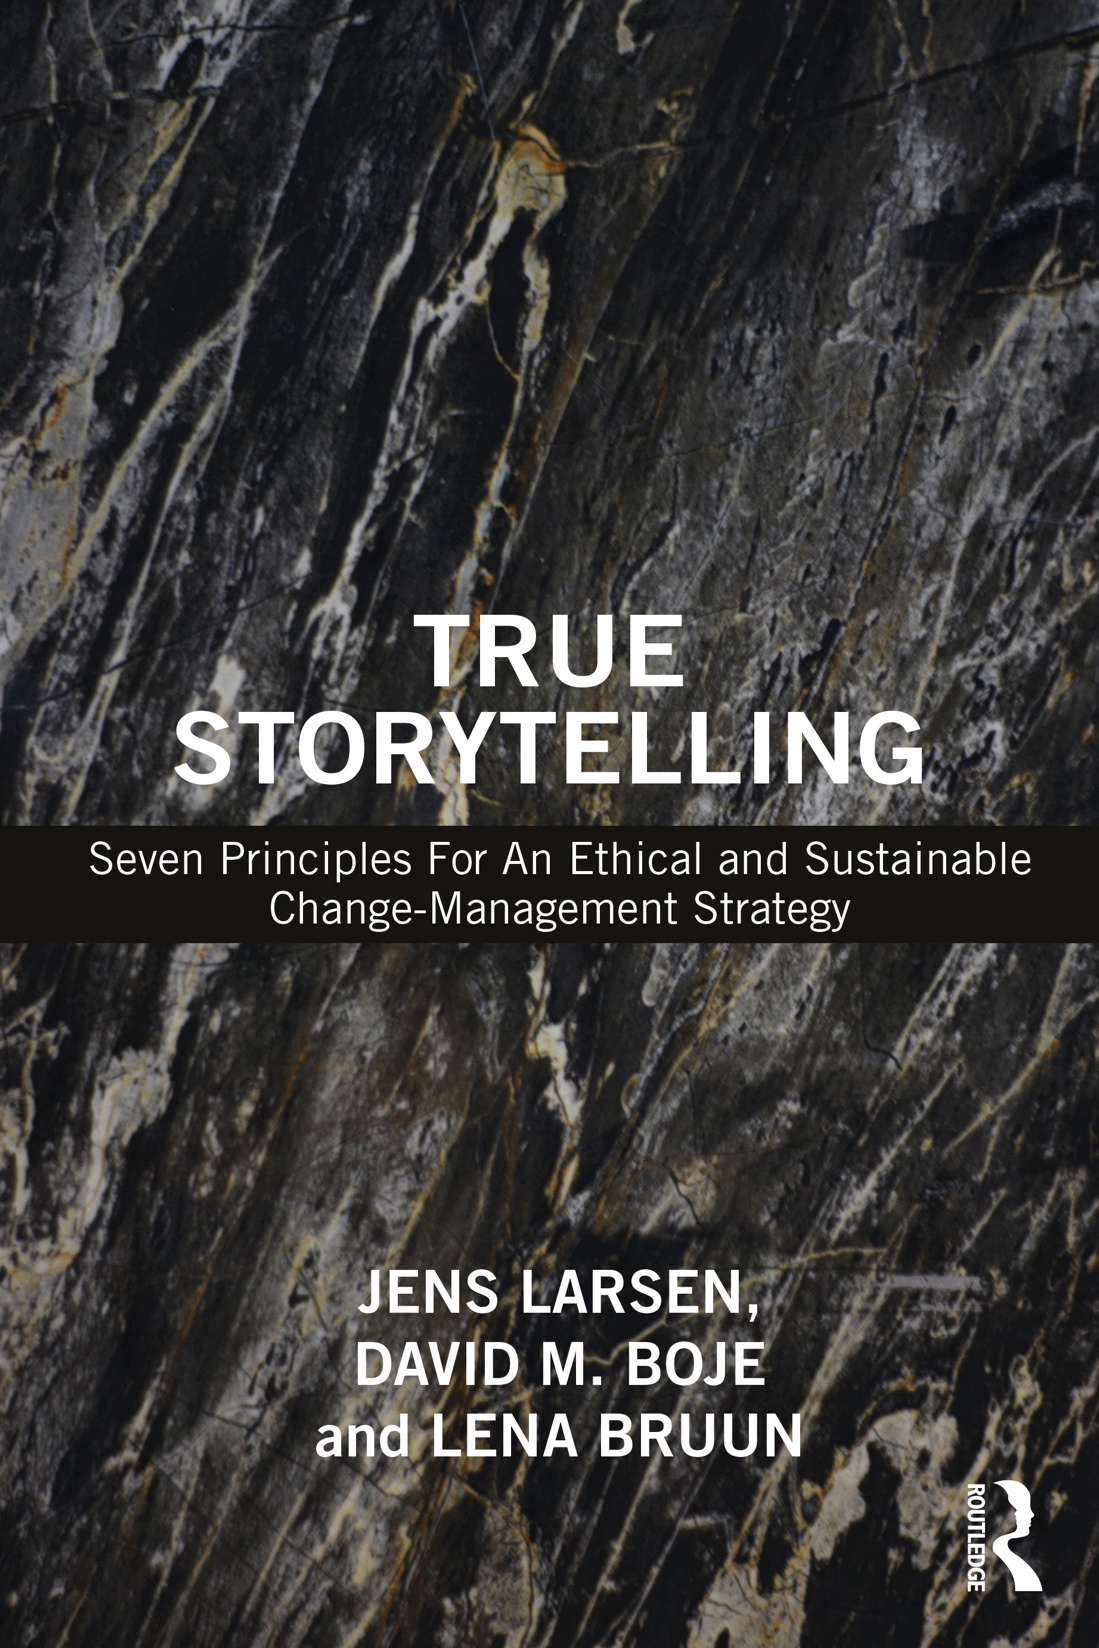 TRUE
STORYTELLING
Seven Principles For An Ethical and Sustainable
Change-Management Strategy
JENS LARSEN,
DAVID M. BOJE
and LENA BRUUN
ROUTLEDGE